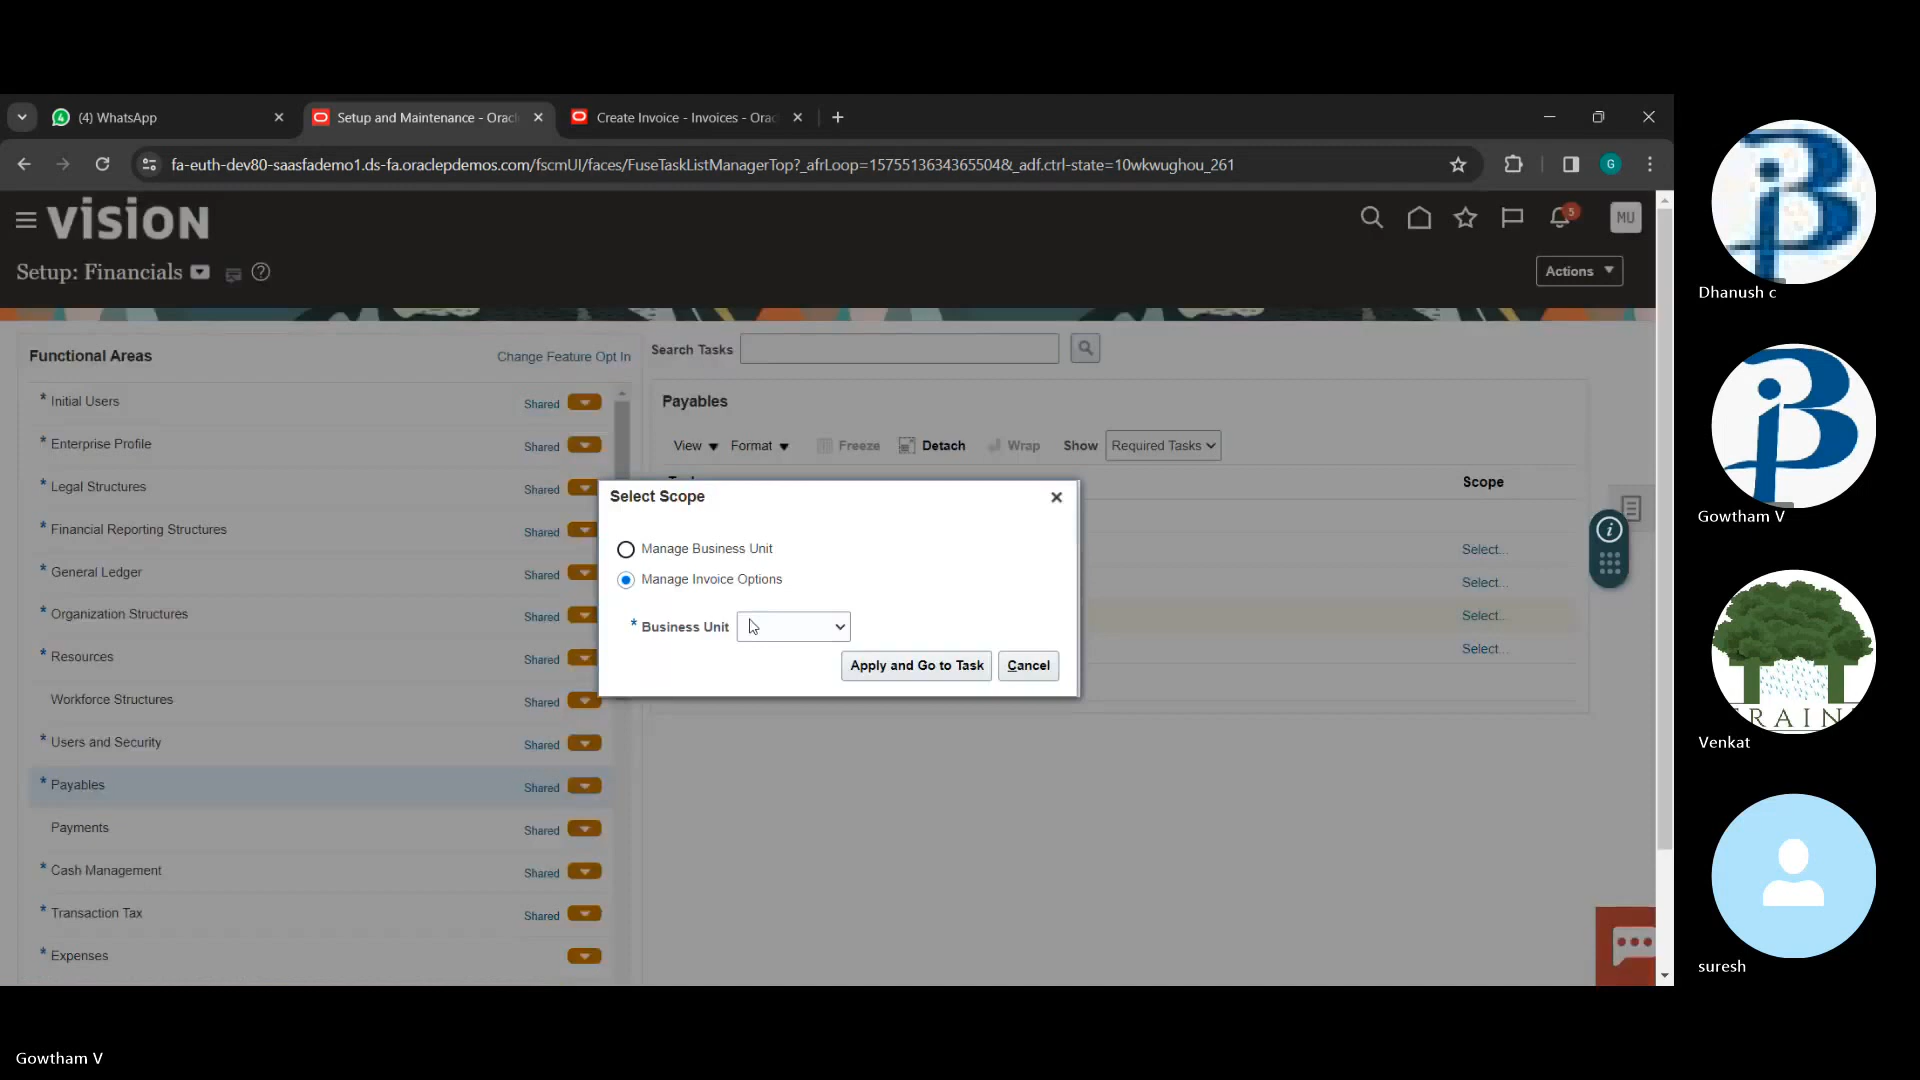 (4) WhatsApp
Setup and Maintenance - Oracl
Create Invoice - Invoices - Orac
fa-euth-dev80-saasfademo1.ds-fa.oraclepdemos.com/fscmUI/faces/FuseTaskListManagerTop?_afrLoop=157551363436550 4&_adf.ctrl-state=10wkwughou_261
G
VISION
5
MU
Setup: Financials
Actions
Functional Areas
Change Feature Opt In
Search Tasks
* Initial Users Shared
* Enterprise Profile Shared
* Legal Structures Shared
* Financial Reporting Structures Shared
* General Ledger Shared
* Organization Structures Shared
* Resources Shared
Workforce Structures Shared
* Users and Security Shared
* Payables Shared
Payments Shared
* Cash Management Shared
* Transaction Tax Shared
* Expenses
Payables
View Format Freeze Detach Wrap Show Required Tasks
Scope
Select...
Select...
Select...
Select...
Select Scope
Manage Business Unit
Manage Invoice Options
* Business Unit
Apply and Go to Task Cancel
Dhanush c
Gowtham V
RAIN
Venkat
suresh
Gowtham V